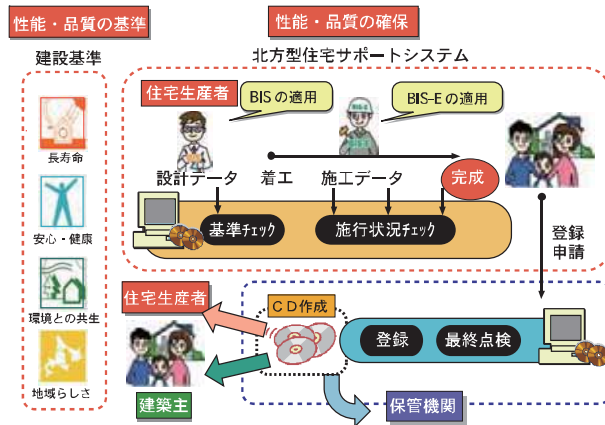 性能・品質の基準
性能・品質の確保
建設基準
北方型住宅サポートシステム
住宅生産者
BISの適用
BIS-Eの適用
長寿命
設計データ
着工
施工データ
完成
基準チェック
施行状況チェック
安心・健康
登録
申請
環境との共生
住宅生産者
CD作成
登録
最終点検
地域らしさ
建築主
保管機関